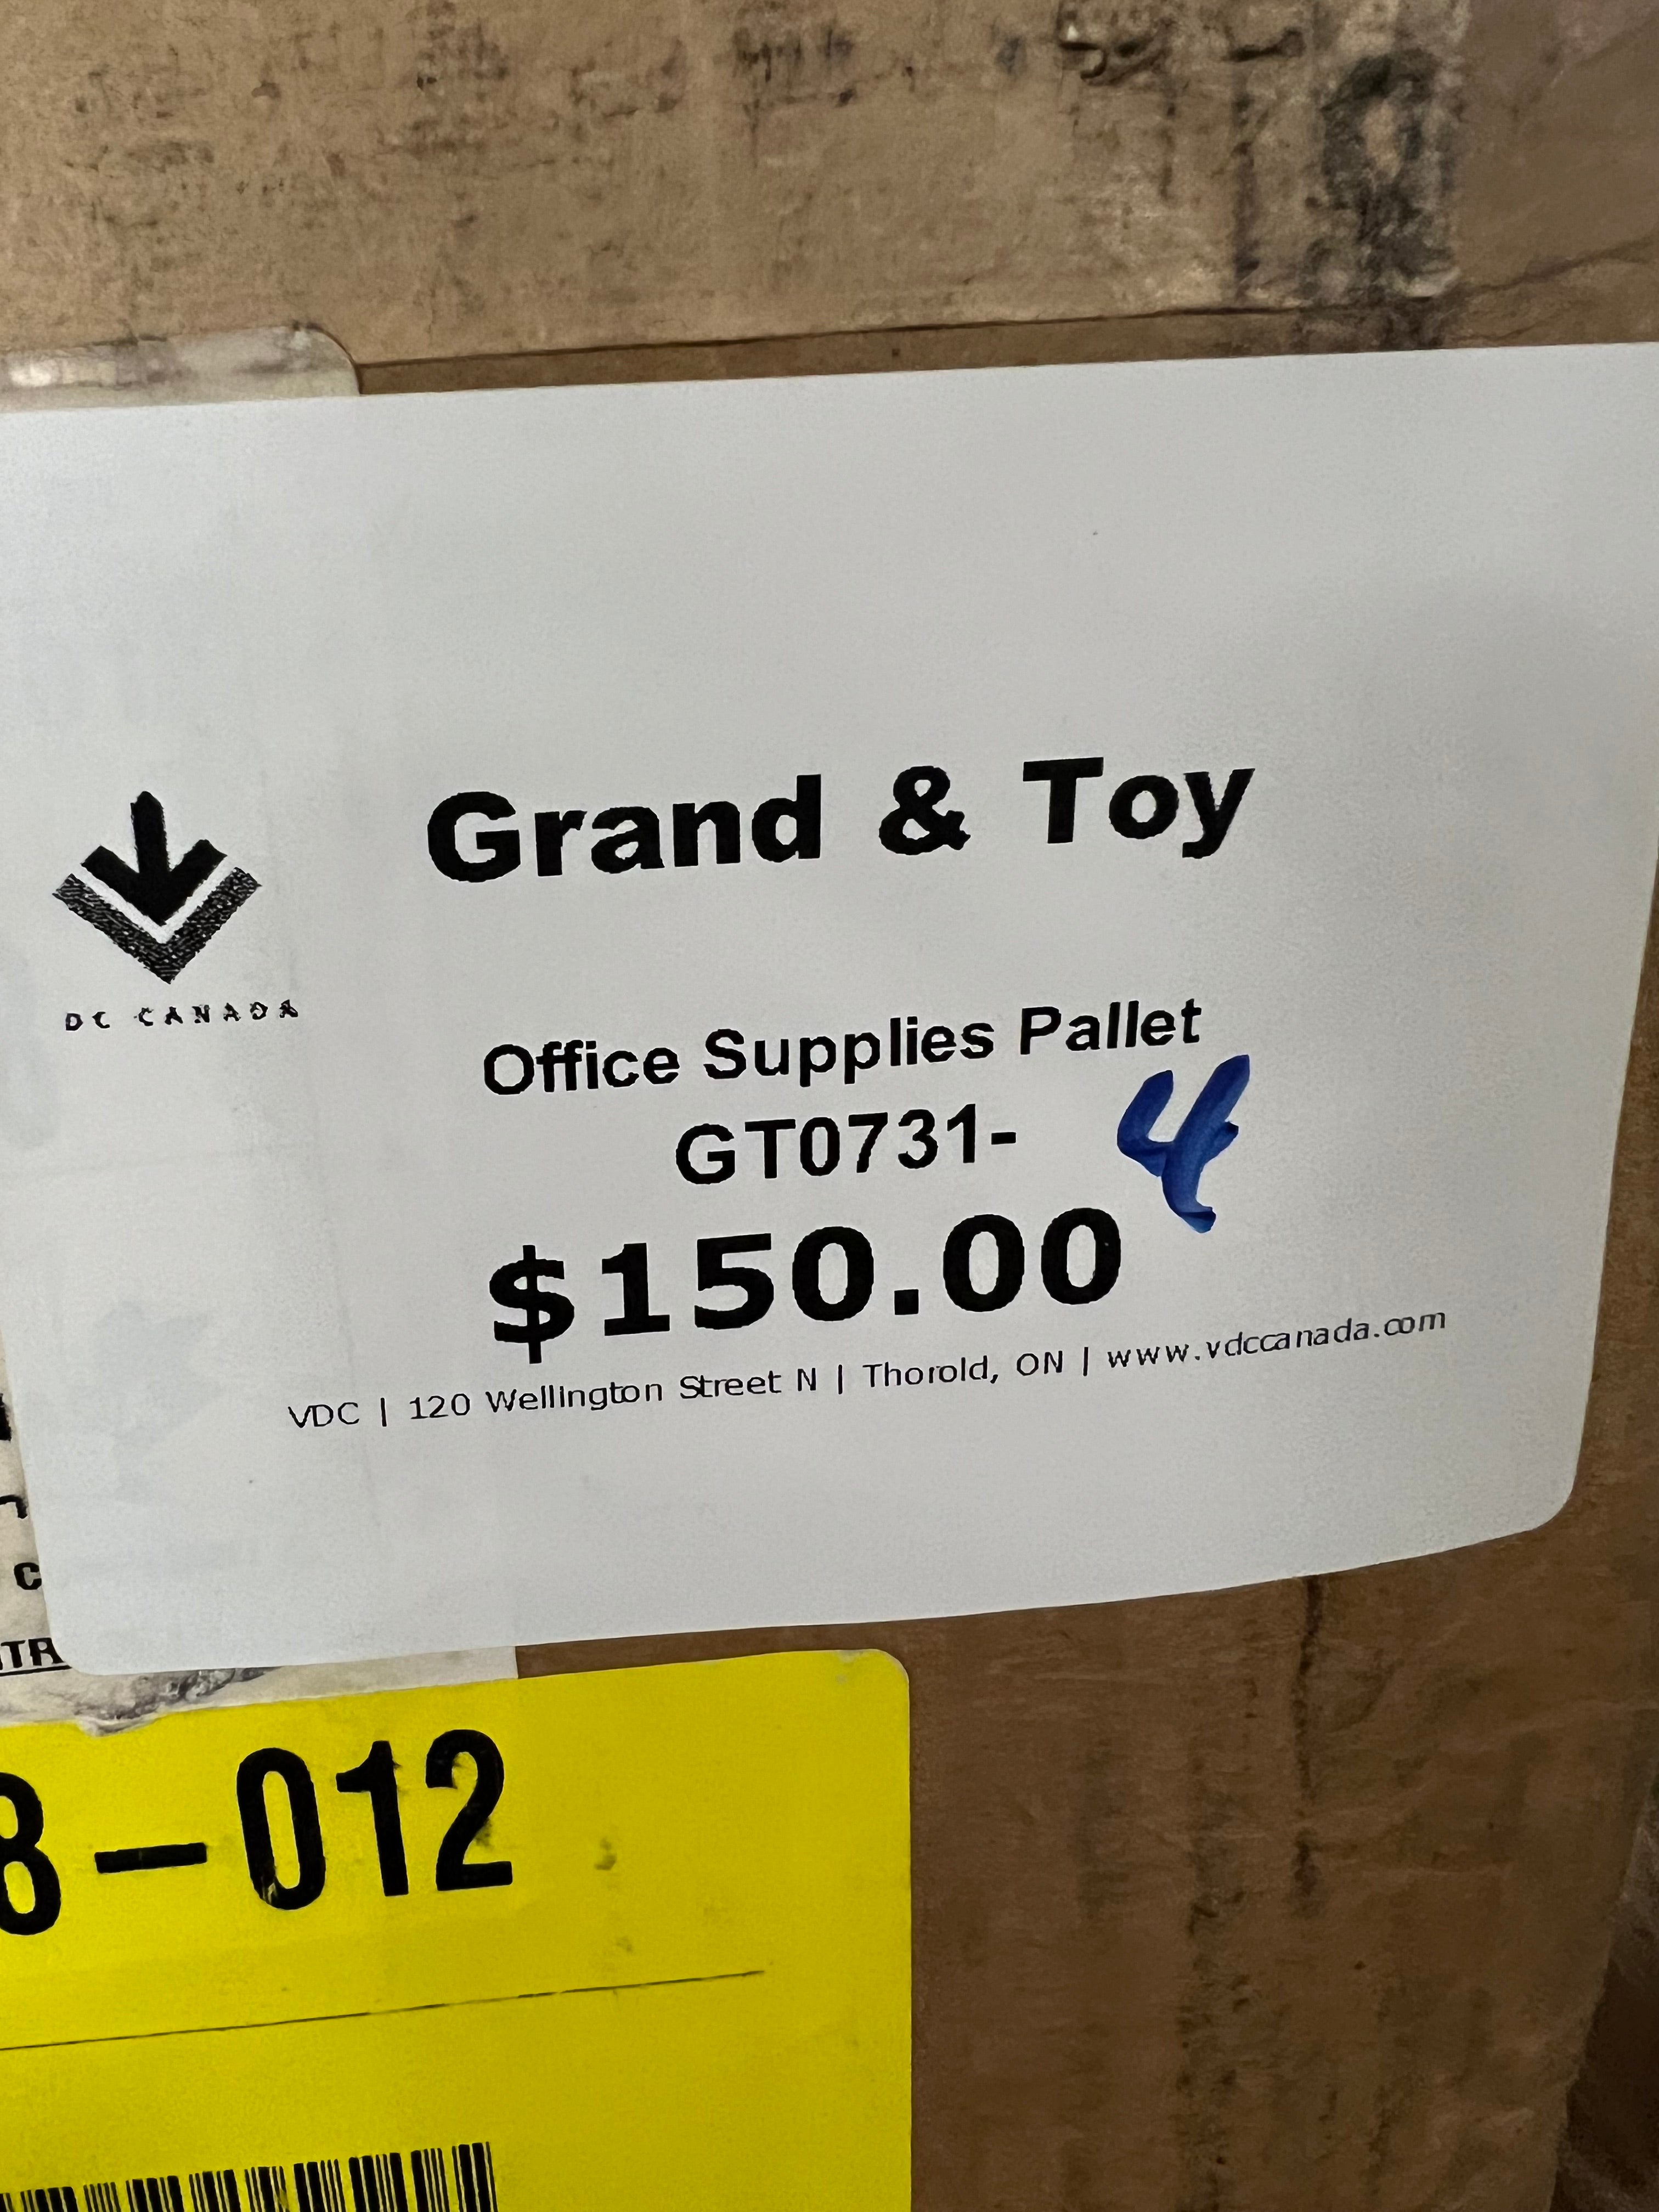 Grand & Toy
DC CANADA
Office Supplies Pallet
GT0731- 4
$150.00
VDC | 120 Wellington Street N | Thorold, ON | www.vdccanada.com
C
TR
8-012